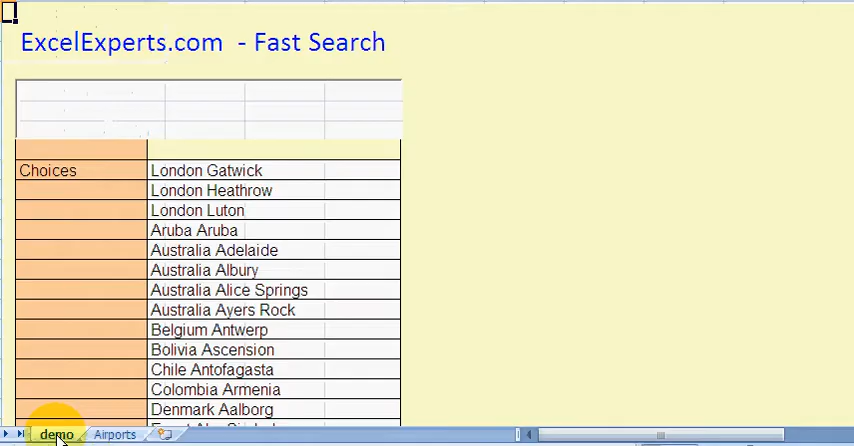 ExcelExperts.com - Fast Search
Choices London Gatwick
London Heathrow
London Luton
Aruba Aruba
Australia Adelaide
Australia Albury
Australia Alice Springs
Australia Ayers Rock
Belgium Antwerp
Bolivia Ascension
Chile Antofagasta
Colombia Armenia
Denmark Aalborg
demo Airports